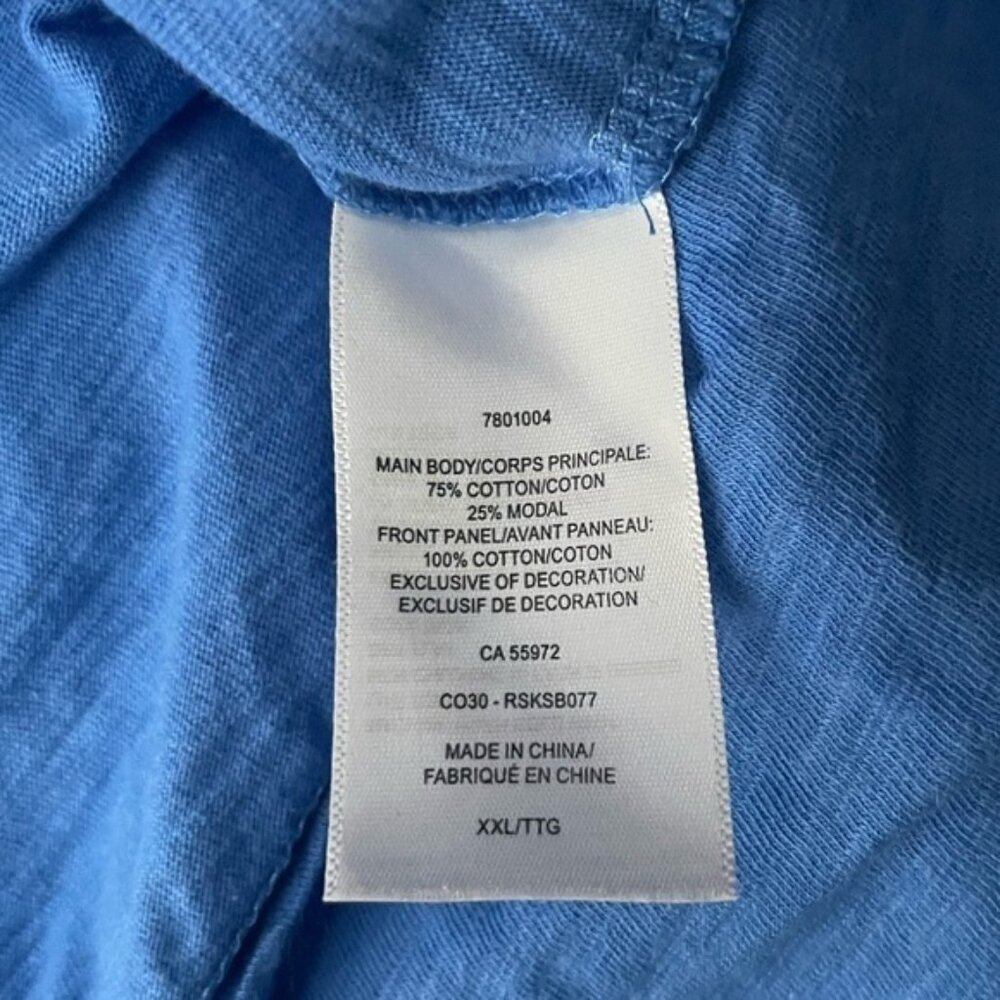 7801004
MAIN BODY/CORPS PRINCIPALE:
75% COTTON/COTON
25% MODAL
FRONT PANEL/AVANT PANNEAU:
100% COTTON/COTON
EXCLUSIVE OF DECORATION/
EXCLUSIF DE DECORATION
CA 55972
CO30 - RSKSB077
MADE IN CHINA/
FABRIQUÉ EN CHINE
XXL/TTG